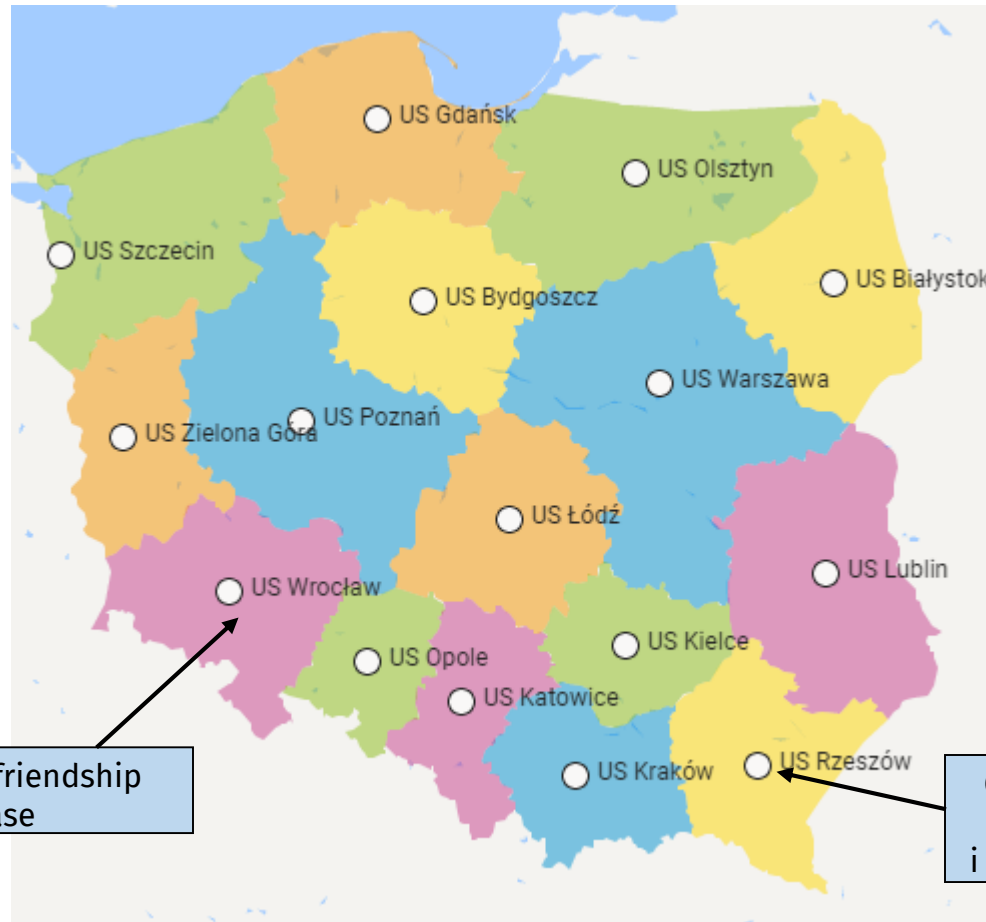 US Gdańsk
US Olsztyn
US Szczecin
US Białystok
US Bydgoszcz
US Warszawa
US Poznań
US Zielona Góra
US Łódź
US Lublin
US Wrocław
US Kielce
US Opole
US Katowice
US Rzeszów
US Kraków
friendship
i